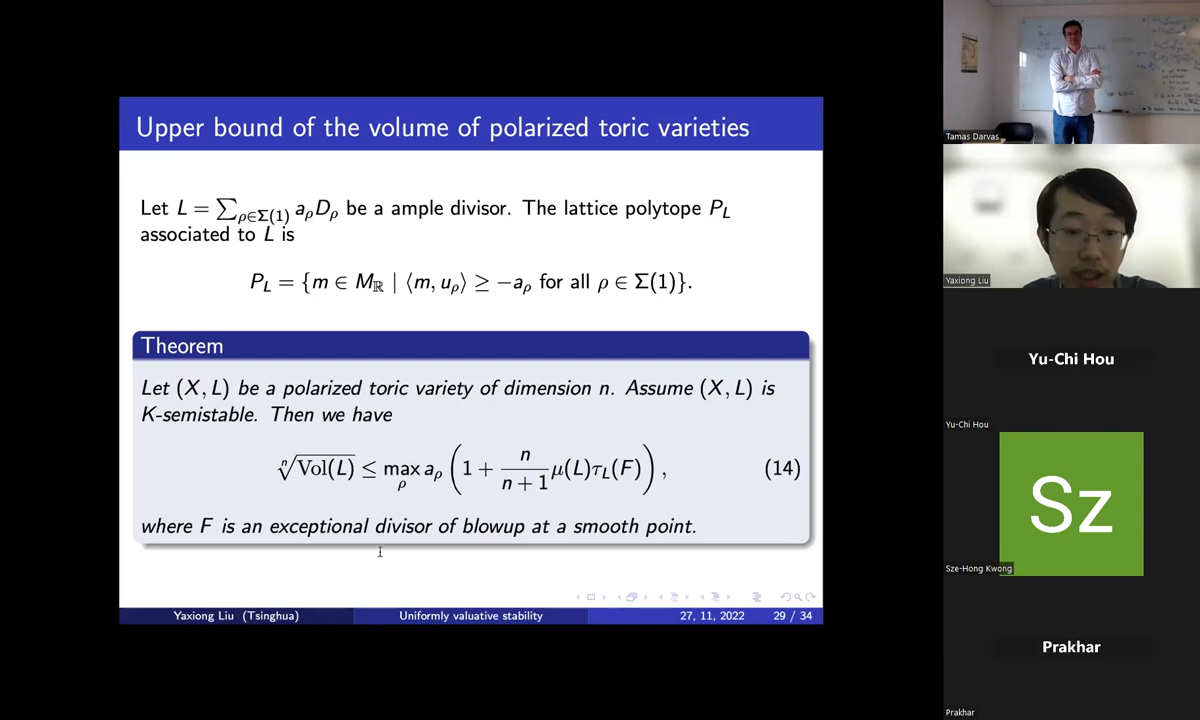 Upper bound of the volume of polarized toric varieties
Let L = ∑_{ρ∈Σ(1)} a_ρ D_ρ be a ample divisor. The lattice polytope P_L
associated to L is
P_L = {m ∈ M_ℝ | ⟨m, u_ρ⟩ ≥ −a_ρ for all ρ ∈ Σ(1)}.
Theorem
Let (X, L) be a polarized toric variety of dimension n. Assume (X, L) is
K-semistable. Then we have
ⁿ√Vol(L) ≤ max_ρ a_ρ (1 + n/(n+1) μ(L)τ_L(F)), (14)
where F is an exceptional divisor of blowup at a smooth point.
Yaxiong Liu (Tsinghua) Uniformly valuative stability 27, 11, 2022 29 / 34
Tamas Darvas
Yaxiong Liu
Yu-Chi Hou
Yu-Chi Hou
Sz
Sze-Hong Kwong
Prakhar
Prakhar